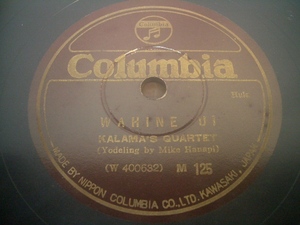 Columbia
WAHINE UI
KALAMA'S QUARTET
(Yodeling by Mike Hanapi)
(W 400632) M 125
MADE BY NIPPON COLUMBIA CO., LTD. KAWASAKI, JAPAN